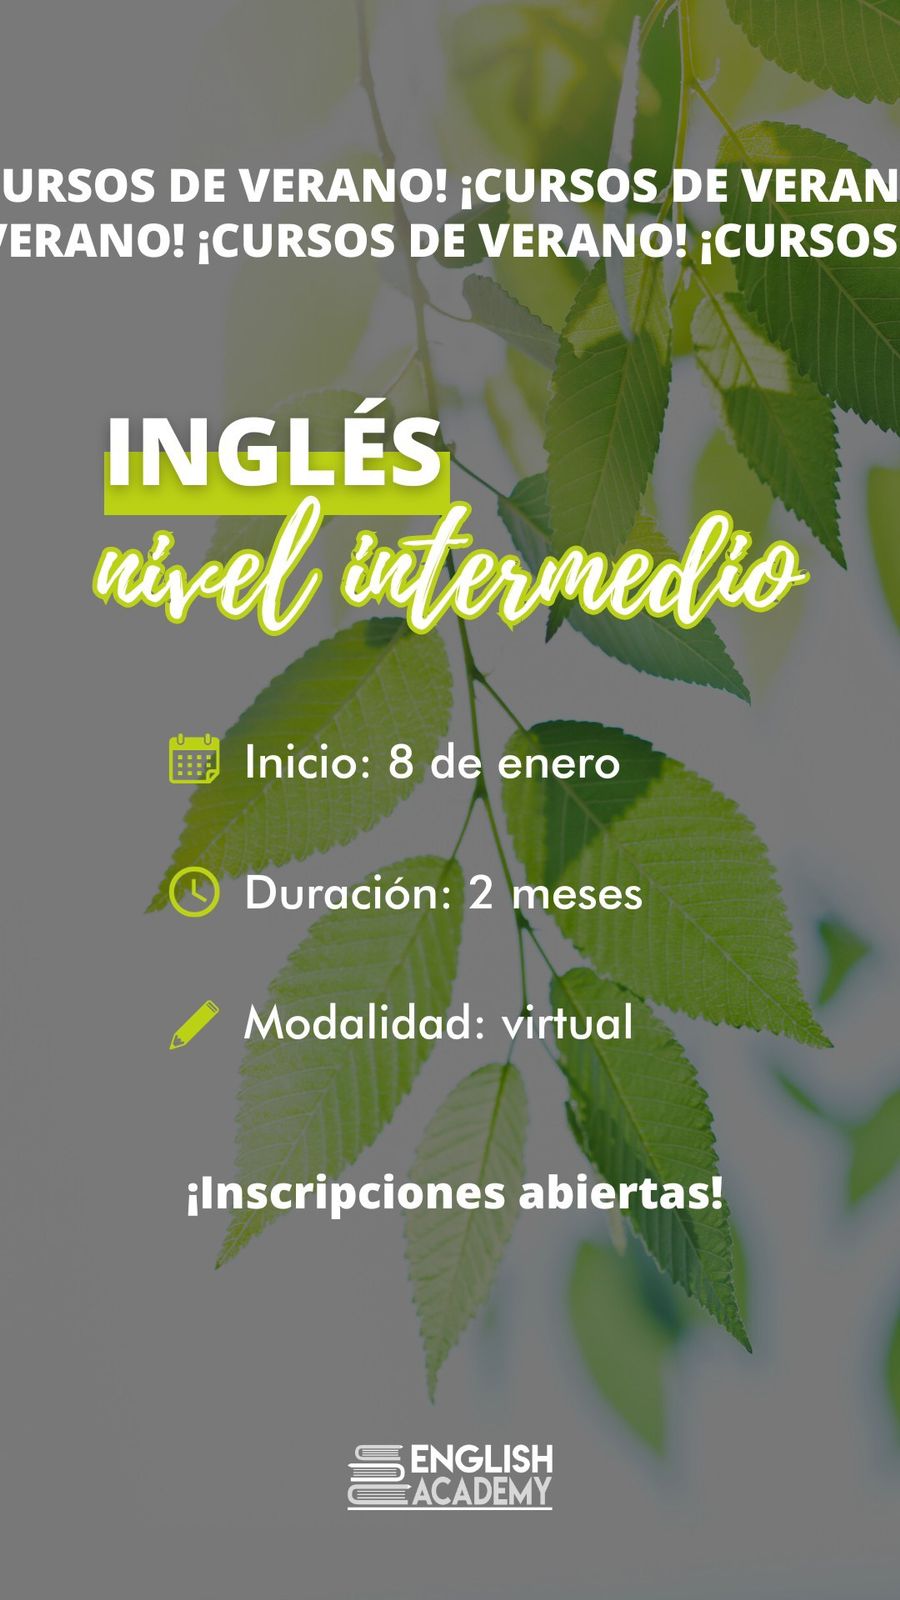 URSOS DE VERANO! ¡CURSOS DE VERAN
VERANO! ¡CURSOS DE VERANO! ¡CURSOS
INGLÉS
nivel intermedio
Inicio: 8 de enero
Duración: 2 meses
Modalidad: virtual
¡Inscripciones abiertas!
ENGLISH
ACADEMY